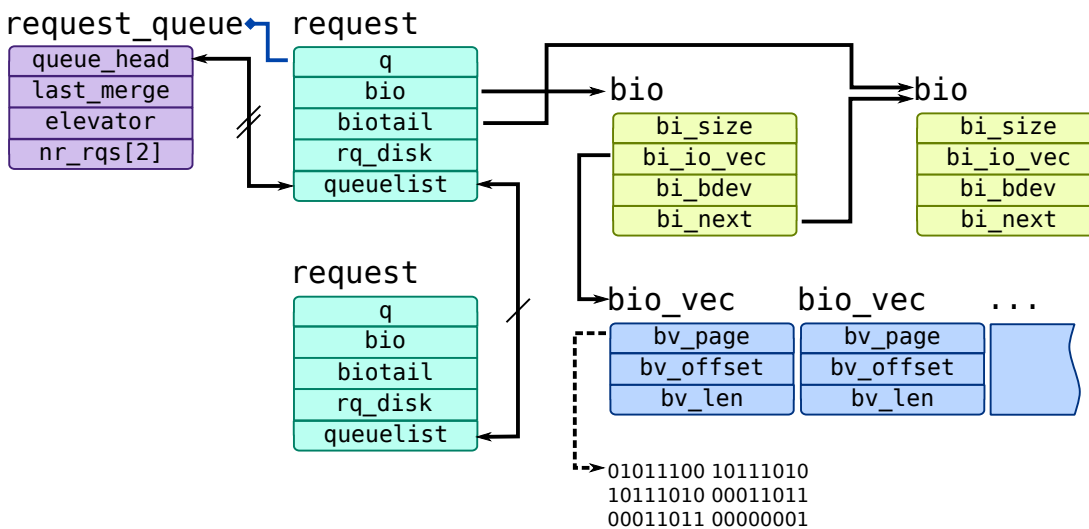 request_queue
queue_head
last_merge
elevator
nr_rqs[2]
request
q
bio
biotail
rq_disk
queuelist
bio
bi_size
bi_io_vec
bi_bdev
bi_next
bio
bi_size
bi_io_vec
bi_bdev
bi_next
request
q
bio
biotail
rq_disk
queuelist
bio_vec
bv_page
bv_offset
bv_len
bio_vec
bv_page
bv_offset
bv_len
...
01011100 10111010
10111010 00011011
00011011 00000001